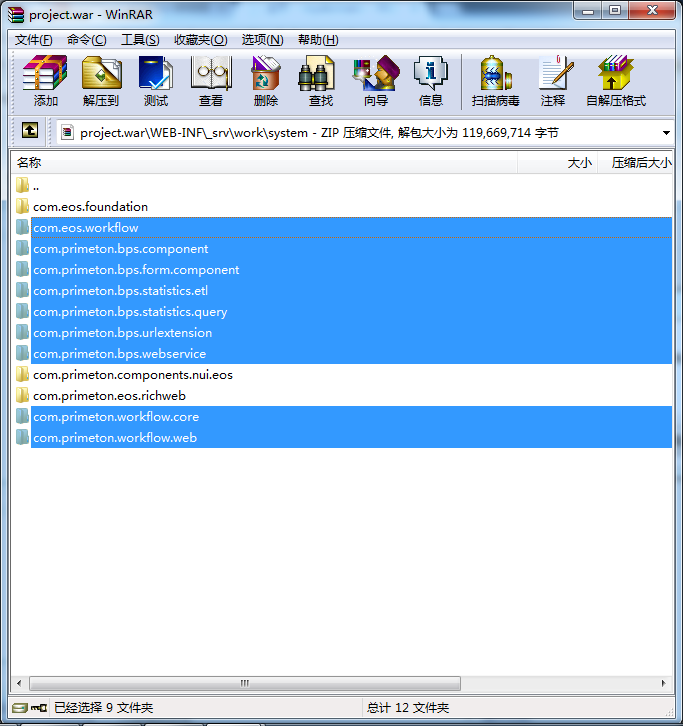 project.war - WinRAR
文件(F) 命令(C) 工具(S) 收藏夹(O) 选项(N) 帮助(H)
添加 解压到 测试 查看 删除 查找 向导 信息 扫描病毒 注释 自解压格式
project.war\WEB-INF\_srv\work\system - ZIP 压缩文件, 解包大小为 119,669,714 字节
名称 大小 压缩后大小
..
com.eos.foundation
com.eos.workflow
com.primeton.bps.component
com.primeton.bps.form.component
com.primeton.bps.statistics.etl
com.primeton.bps.statistics.query
com.primeton.bps.urlextension
com.primeton.bps.webservice
com.primeton.components.nui.eos
com.primeton.eos.richweb
com.primeton.workflow.core
com.primeton.workflow.web
已经选择 9 文件夹 总计 12 文件夹